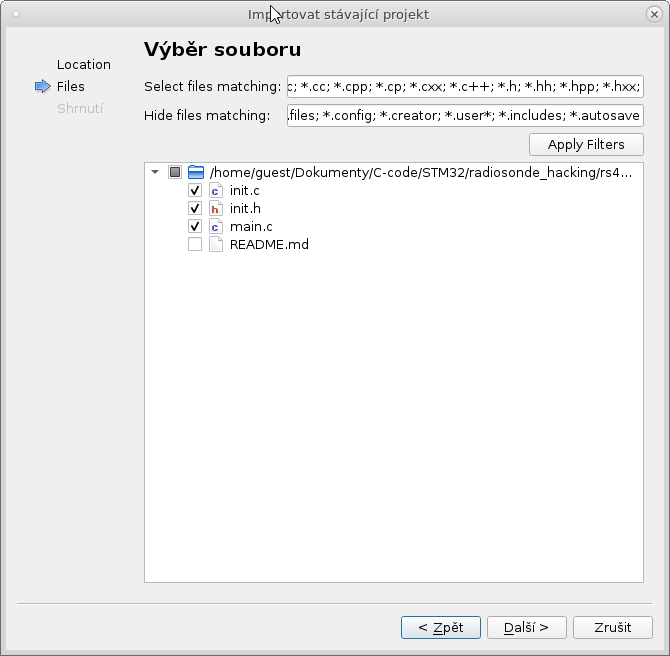 Importovat stávající projekt
Location
Files
Shrnutí
Výběr souboru
Select files matching: c; *.cc; *.cpp; *.cp; *.cxx; *.c++; *.h; *.hh; *.hpp; *.hxx;
Hide files matching: .files; *.config; *.creator; *.user*; *.includes; *.autosave
Apply Filters
/home/guest/Dokumenty/C-code/STM32/radiosonde_hacking/rs4...
init.c
init.h
main.c
README.md
< Zpět
Další >
Zrušit